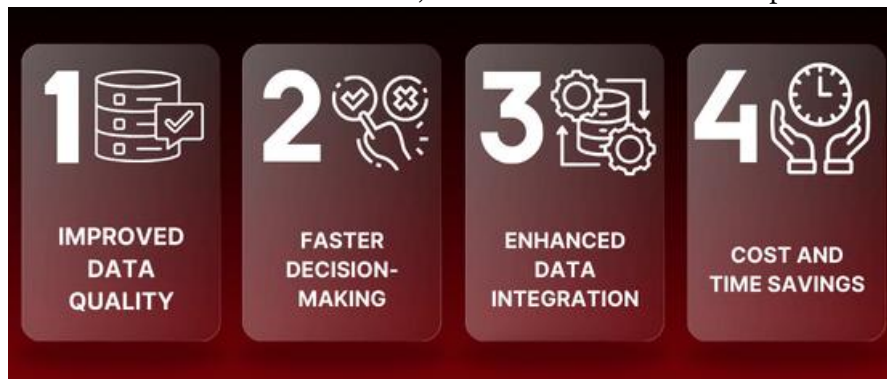 1
IMPROVED
DATA
QUALITY
2
FASTER
DECISION-
MAKING
3
ENHANCED
DATA
INTEGRATION
4
COST AND
TIME SAVINGS